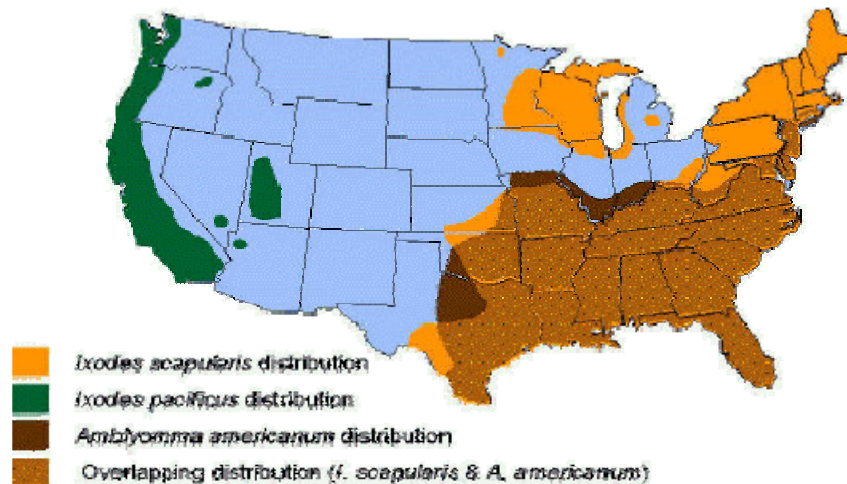 Ixodes scapularis distribution
Ixodes pacificus distribution
Amblyomma americanum distribution
Overlapping distribution (I. scapularis & A. americanum)